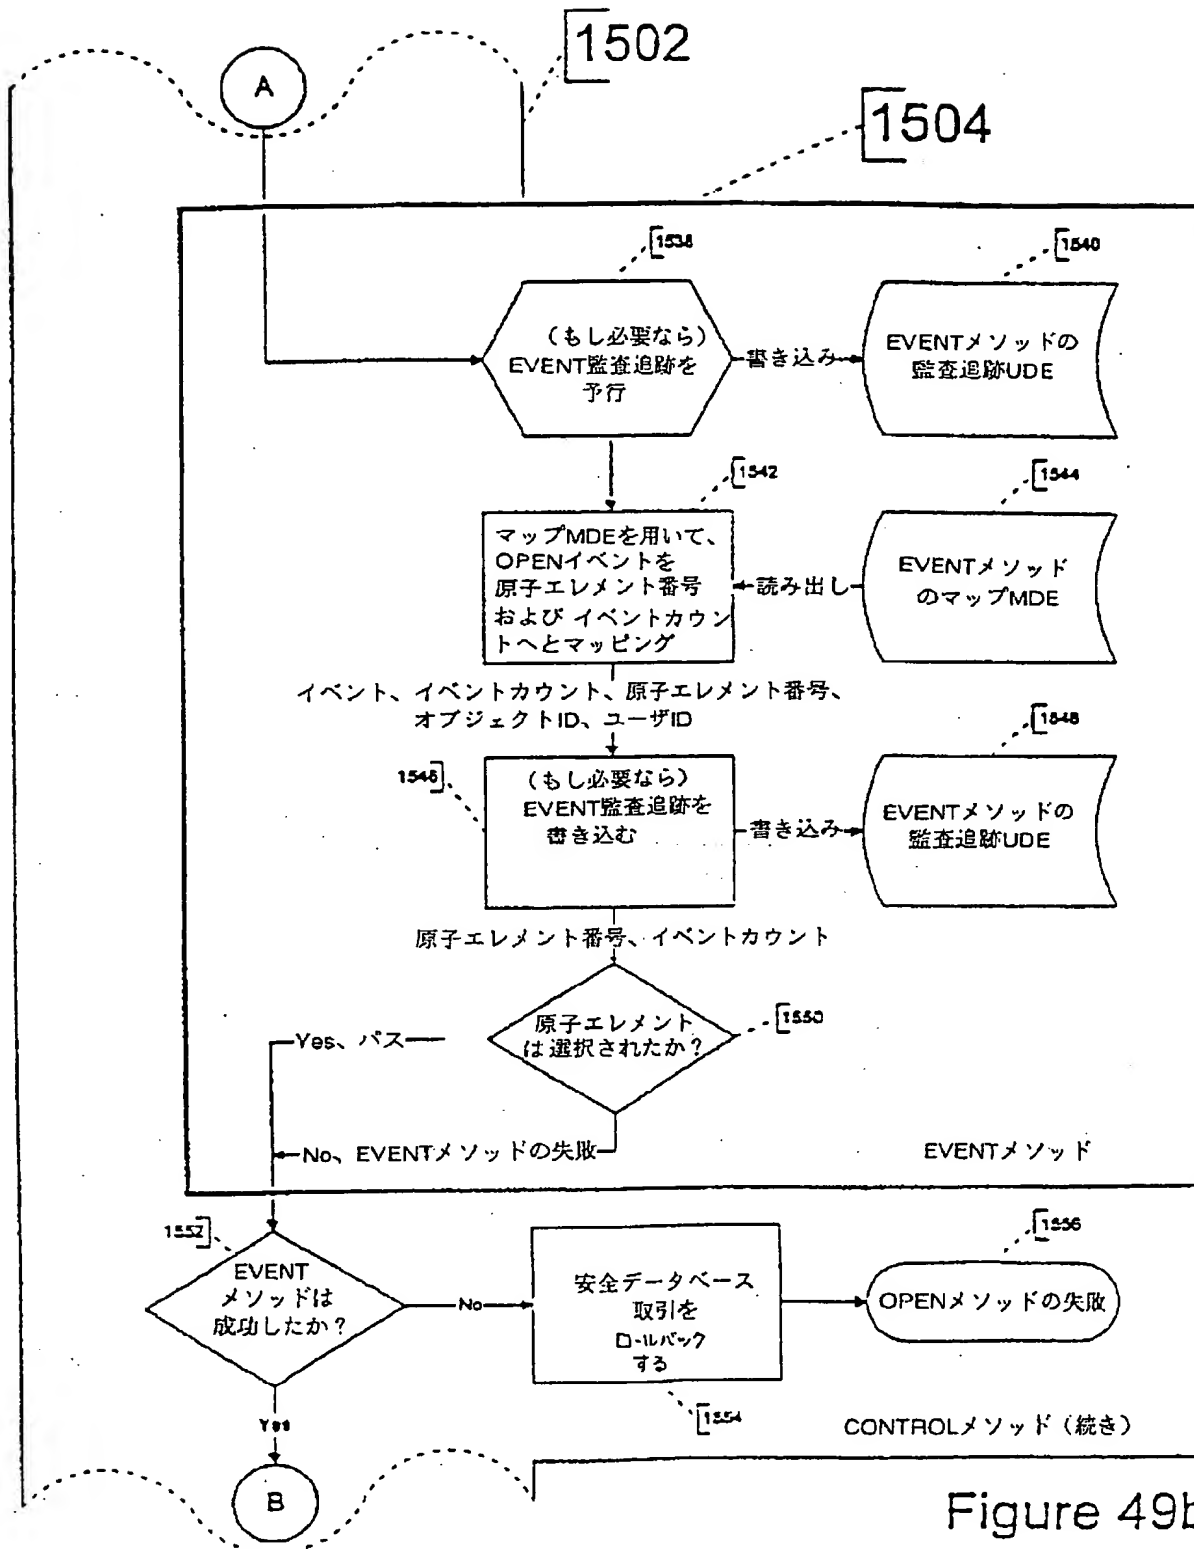 1502
A
1504
1538
1540
(もし必要なら)
EVENT監査追跡を
予行
書き込み
EVENTメソッドの
監査追跡UDE
1542
1544
マップMDEを用いて、
OPENイベントを
原子エレメント番号
および イベントカウン
トへとマッピング
読み出し
EVENTメソッド
のマップMDE
イベント、イベントカウント、原子エレメント番号、
オブジェクトID、ユーザID
1546
1548
(もし必要なら)
EVENT監査追跡を
書き込む
書き込み
EVENTメソッドの
監査追跡UDE
原子エレメント番号、イベントカウント
1550
原子エレメント
は選択されたか?
Yes、パス
No、EVENTメソッドの失敗
EVENTメソッド
1552
EVENT
メソッドは
成功したか?
No
安全データベース
取引を
ロールバック
する
1554
1556
OPENメソッドの失敗
Yes
CONTROLメソッド(続き)
B
Figure 49b